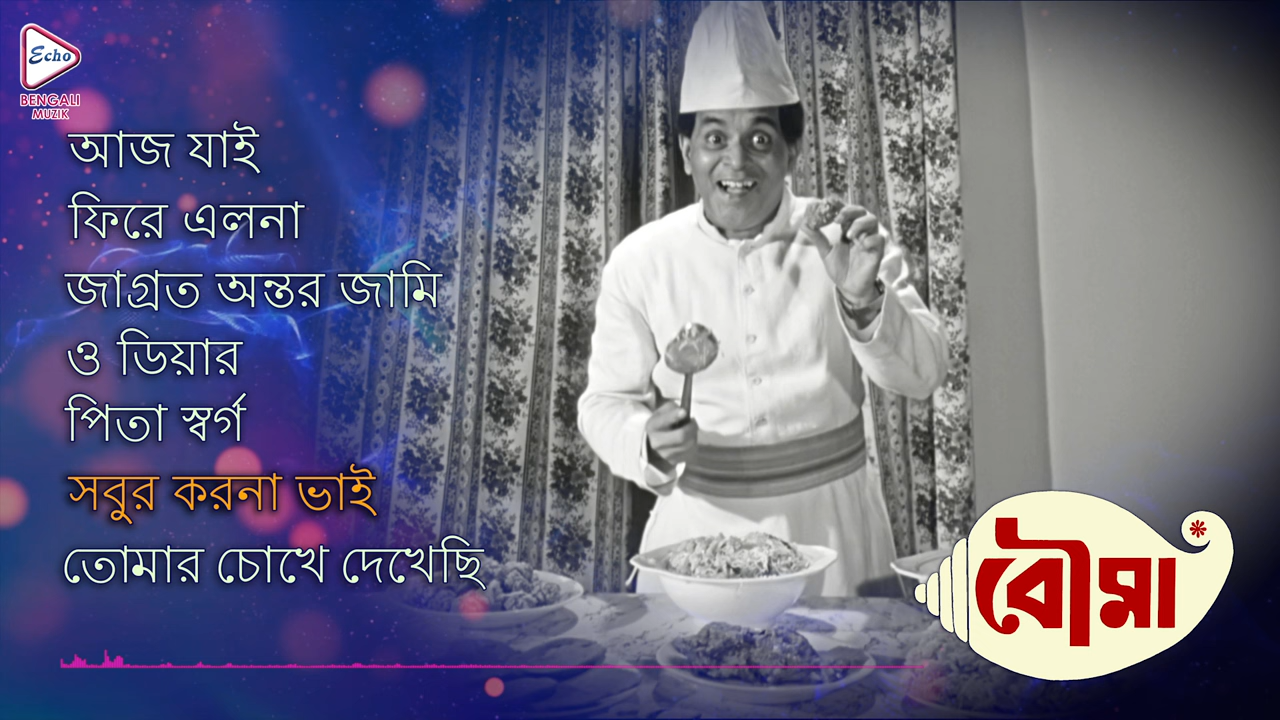 Echo
BENGALI
MUZIK
আজ যাই
ফিরে এলনা
জাগ্রত অন্তর জামি
ও ডিয়ার
পিতা স্বর্গ
সবুর করনা ভাই
তোমার চোখে দেখেছি
বৌমা